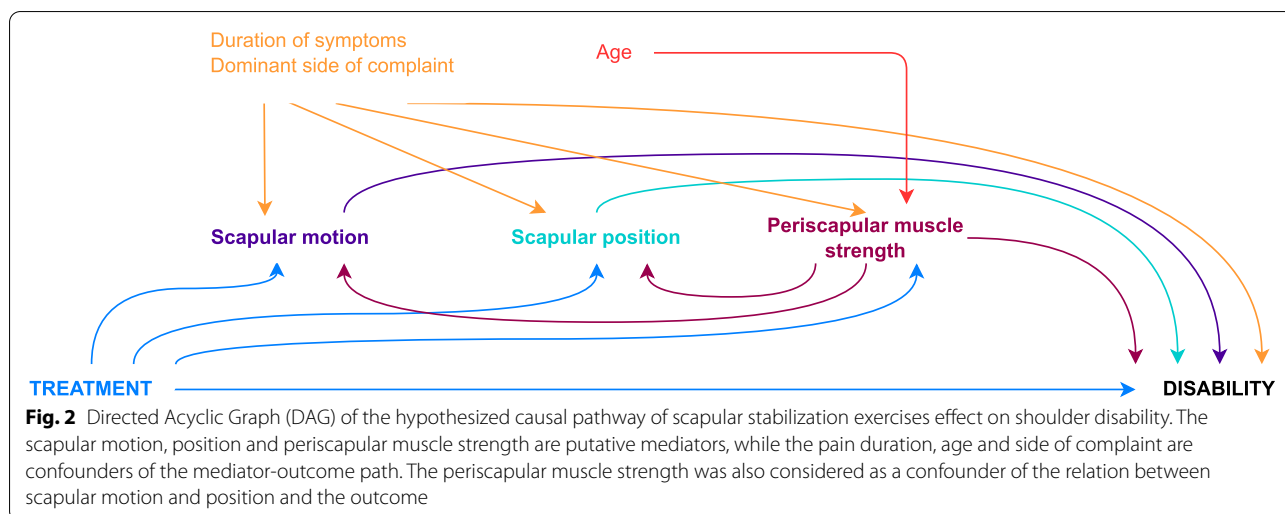 Duration of symptoms
Dominant side of complaint
Age
Scapular motion
Scapular position
Periscapular muscle
strength
TREATMENT
DISABILITY
Fig. 2 Directed Acyclic Graph (DAG) of the hypothesized causal pathway of scapular stabilization exercises effect on shoulder disability. The
scapular motion, position and periscapular muscle strength are putative mediators, while the pain duration, age and side of complaint are
confounders of the mediator-outcome path. The periscapular muscle strength was also considered as a confounder of the relation between
scapular motion and position and the outcome